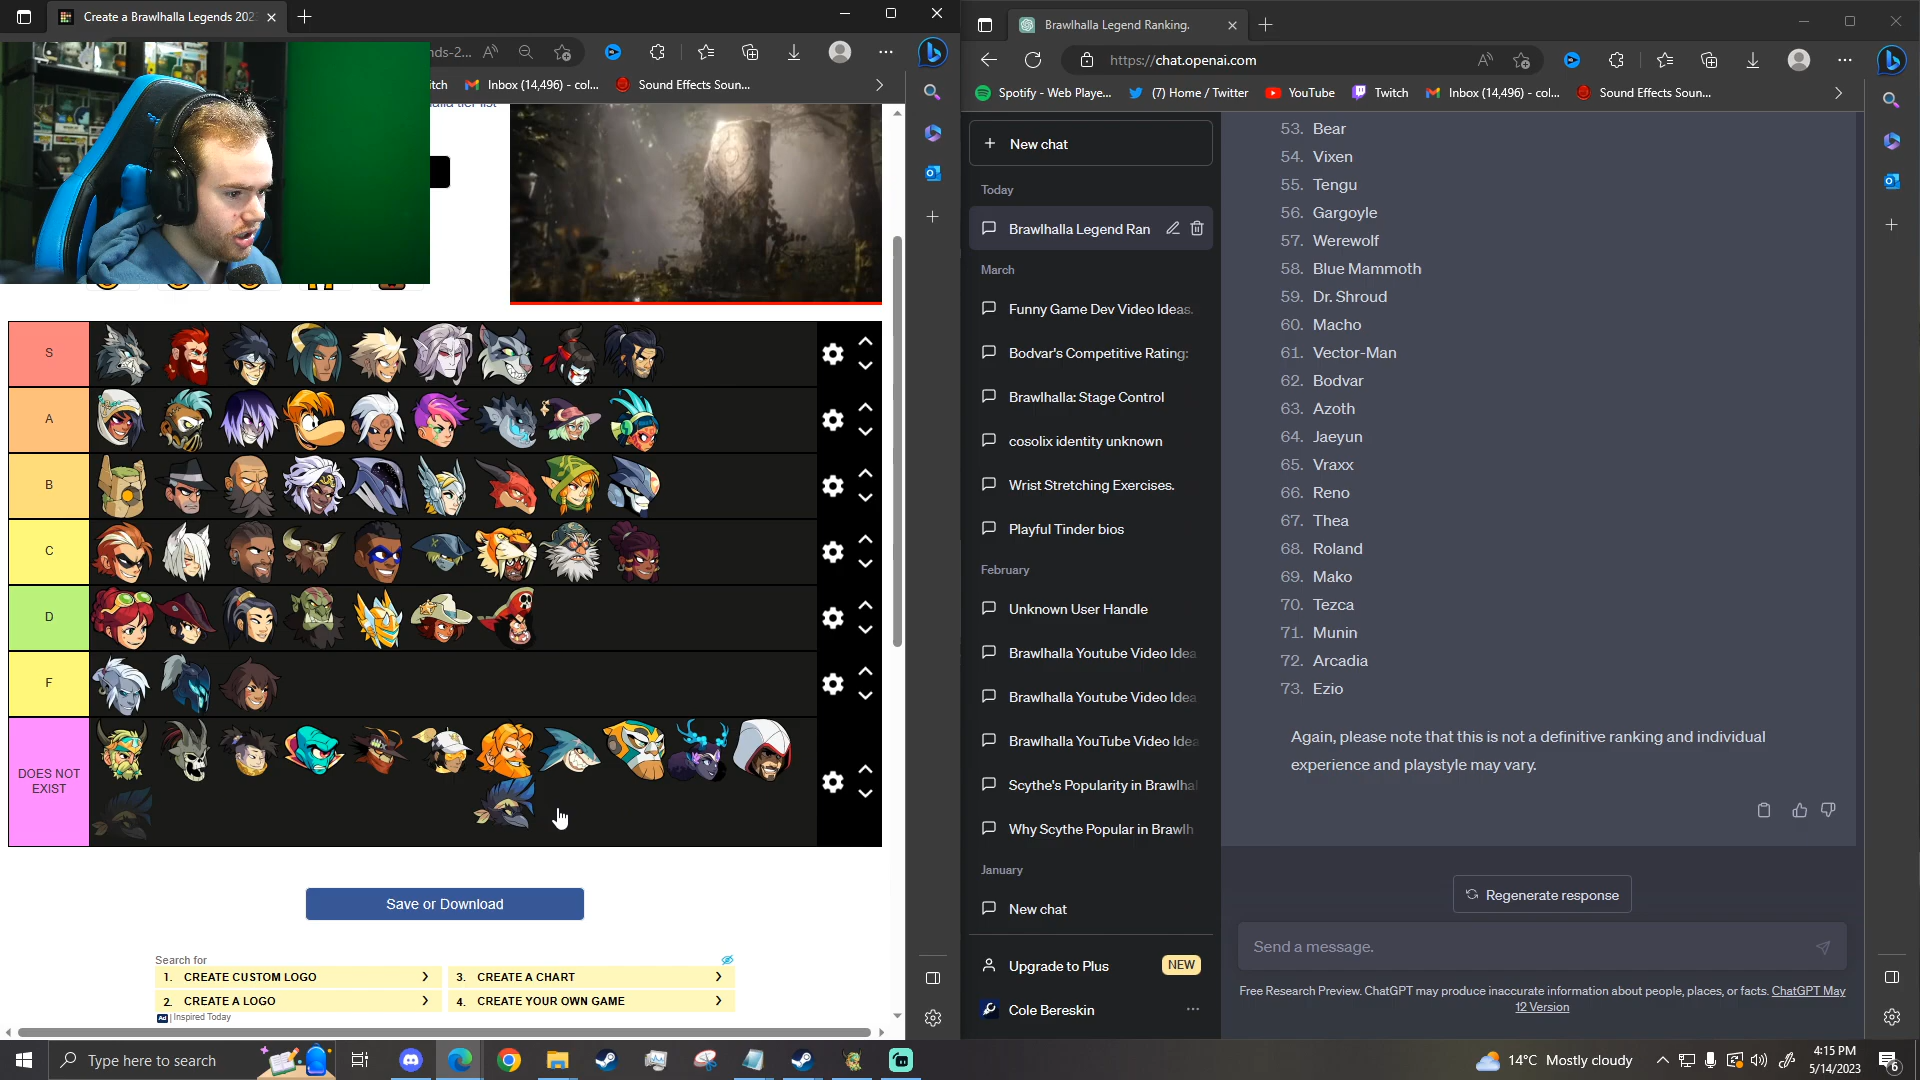 Create a Brawlhalla Legends 202
nds-2...
itch
Inbox (14,496) - col...
Sound Effects Soun...
S
A
B
C
D
F
DOES NOT
EXIST
Save or Download
Search for
1. CREATE CUSTOM LOGO
3. CREATE A CHART
2. CREATE A LOGO
4. CREATE YOUR OWN GAME
Ad | Inspired Today
Brawlhalla Legend Ranking.
https://chat.openai.com
Spotify - Web Playe...
(7) Home / Twitter
YouTube
Twitch
Inbox (14,496) - col...
Sound Effects Soun...
New chat
Today
Brawlhalla Legend Ran
March
Funny Game Dev Video Ideas.
Bodvar's Competitive Rating:
Brawlhalla: Stage Control
cosolix identity unknown
Wrist Stretching Exercises.
Playful Tinder bios
February
Unknown User Handle
Brawlhalla Youtube Video Idea
Brawlhalla Youtube Video Idea
Brawlhalla YouTube Video Idea
Scythe's Popularity in Brawlhal
Why Scythe Popular in Brawlh
January
New chat
Upgrade to Plus
NEW
Cole Bereskin
53. Bear
54. Vixen
55. Tengu
56. Gargoyle
57. Werewolf
58. Blue Mammoth
59. Dr. Shroud
60. Macho
61. Vector-Man
62. Bodvar
63. Azoth
64. Jaeyun
65. Vraxx
66. Reno
67. Thea
68. Roland
69. Mako
70. Tezca
71. Munin
72. Arcadia
73. Ezio
Again, please note that this is not a definitive ranking and individual
experience and playstyle may vary.
Regenerate response
Send a message.
Free Research Preview. ChatGPT may produce inaccurate information about people, places, or facts. ChatGPT May
12 Version
Type here to search
14°C Mostly cloudy
4:15 PM
5/14/2023
6